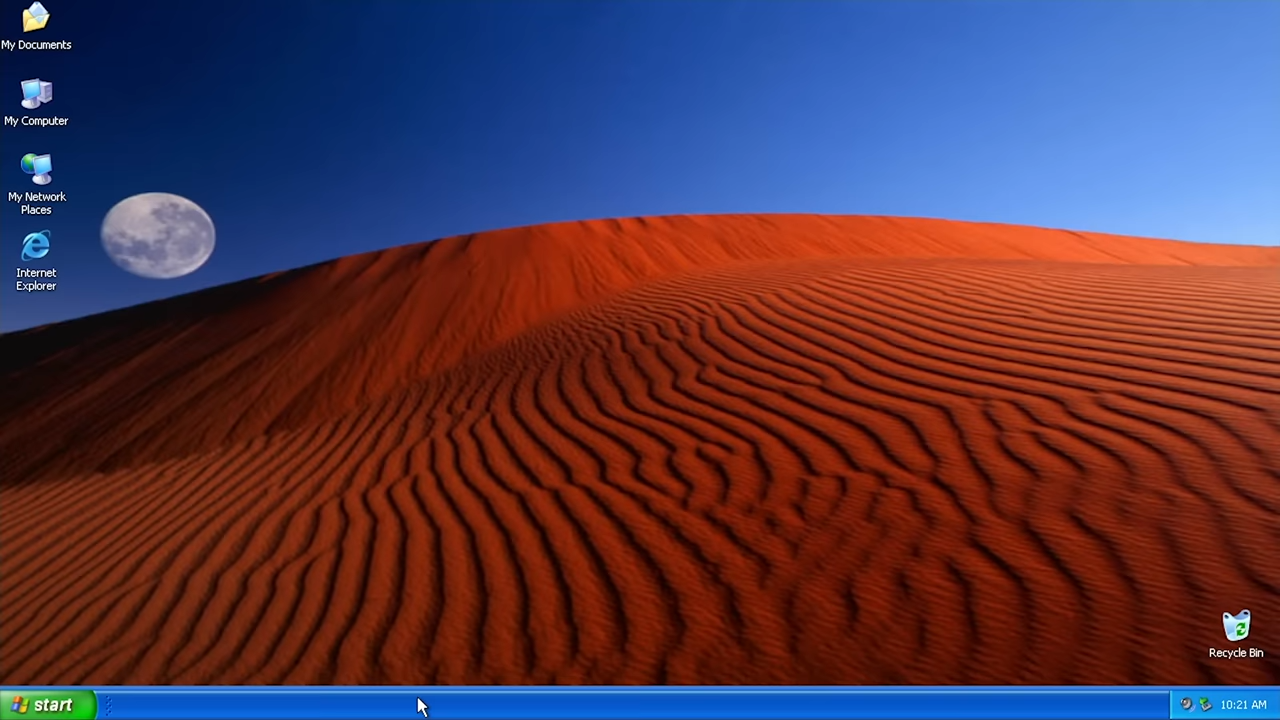 My Documents
My Computer
My Network
Places
Internet
Explorer
Recycle Bin
start
10:21 AM